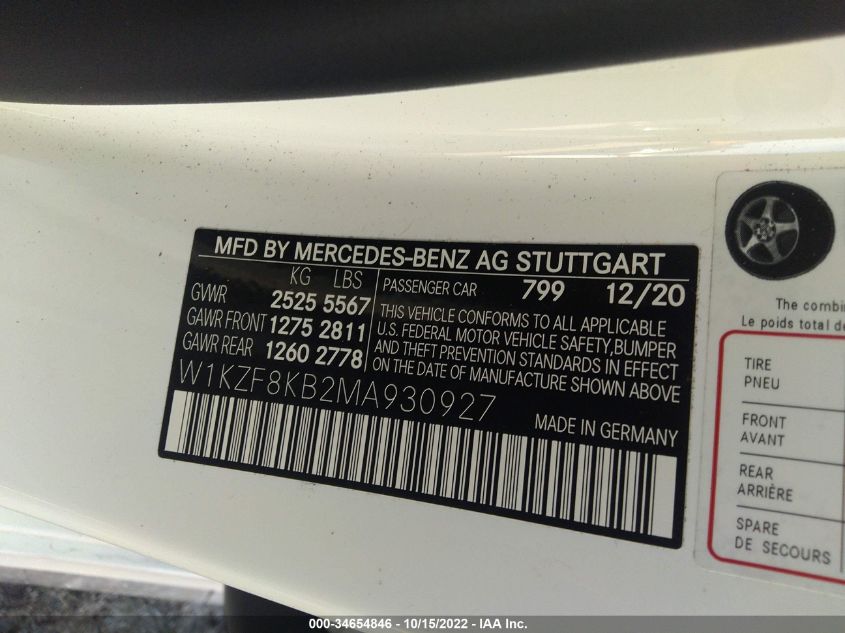 MFD BY MERCEDES-BENZ AG STUTTGART
KG LBS
GVWR 2525 5567
GAWR FRONT 1275 2811
GAWR REAR 1260 2778
PASSENGER CAR 799 12/20
THIS VEHICLE CONFORMS TO ALL APPLICABLE
U.S. FEDERAL MOTOR VEHICLE SAFETY, BUMPER
AND THEFT PREVENTION STANDARDS IN EFFECT
ON THE DATE OF MANUFACTURE SHOWN ABOVE
W1KZF8KB2MA930927
MADE IN GERMANY
The
Le poids total
TIRE
PNEU
FRONT
AVANT
REAR
ARRIÈRE
SPARE
DE SECOURS
000-34654846 - 10/15/2022 - IAA Inc.